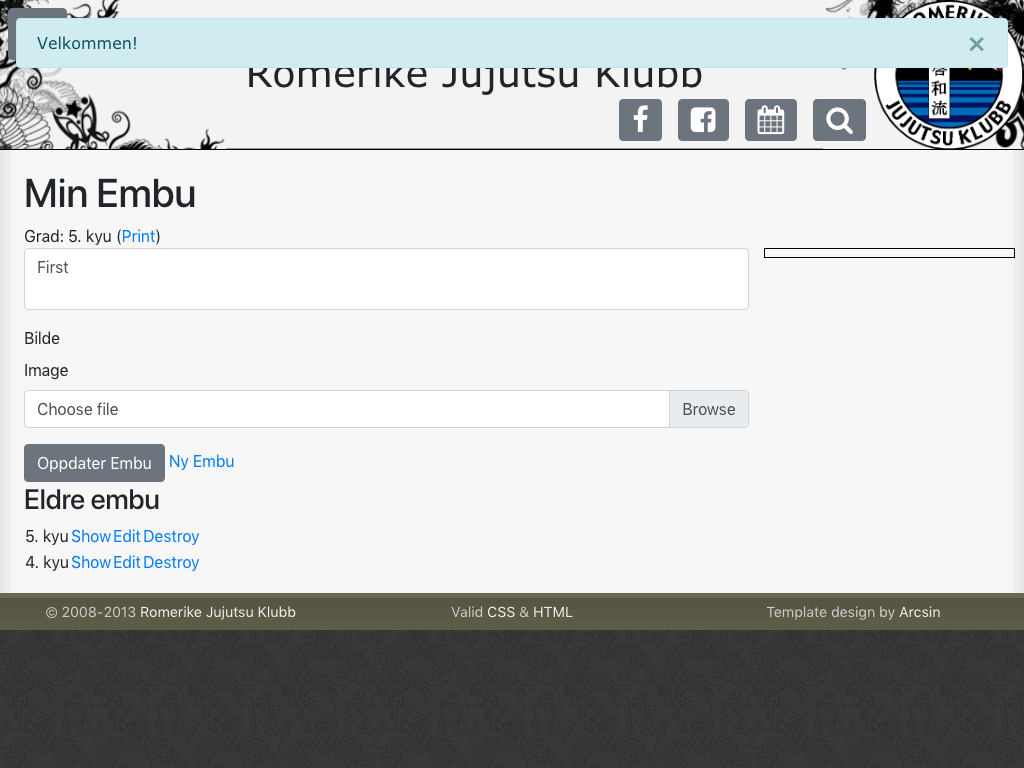 Velkommen!
×
Romerike Jujutsu Klubb
和
流
JUJUTSU KLUBB
Min Embu
Grad: 5. kyu (Print)
First
Bilde
Image
Choose file
Browse
Oppdater Embu
Ny Embu
Eldre embu
5. kyu Show Edit Destroy
4. kyu Show Edit Destroy
© 2008-2013 Romerike Jujutsu Klubb
Valid CSS & HTML
Template design by Arcsin